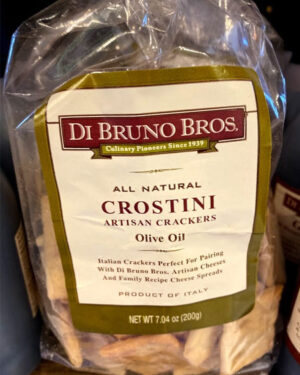 DI BRUNO BROS.
Culinary Pioneers Since 1939
ALL NATURAL
CROSTINI
ARTISAN CRACKERS
Olive Oil
Italian Crackers Perfect For Pairing
With Di Bruno Bros. Artisan Cheeses
And Family Recipe Cheese Spreads
PRODUCT OF ITALY
NET WT 7.04 oz (200g)